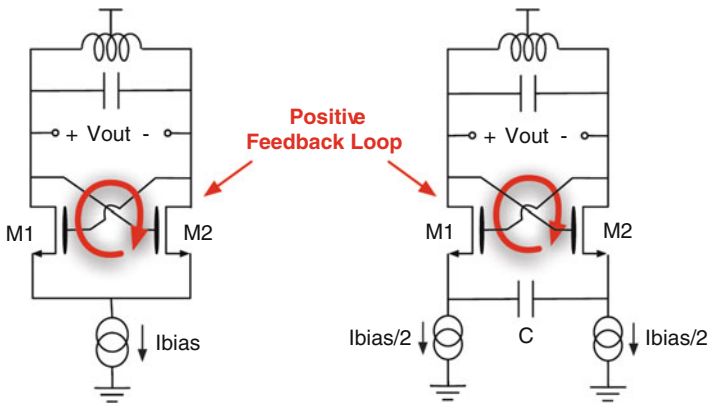 + Vout -
Positive
Feedback Loop
+ Vout -
M1
M2
M1
M2
Ibias
Ibias/2
C
Ibias/2